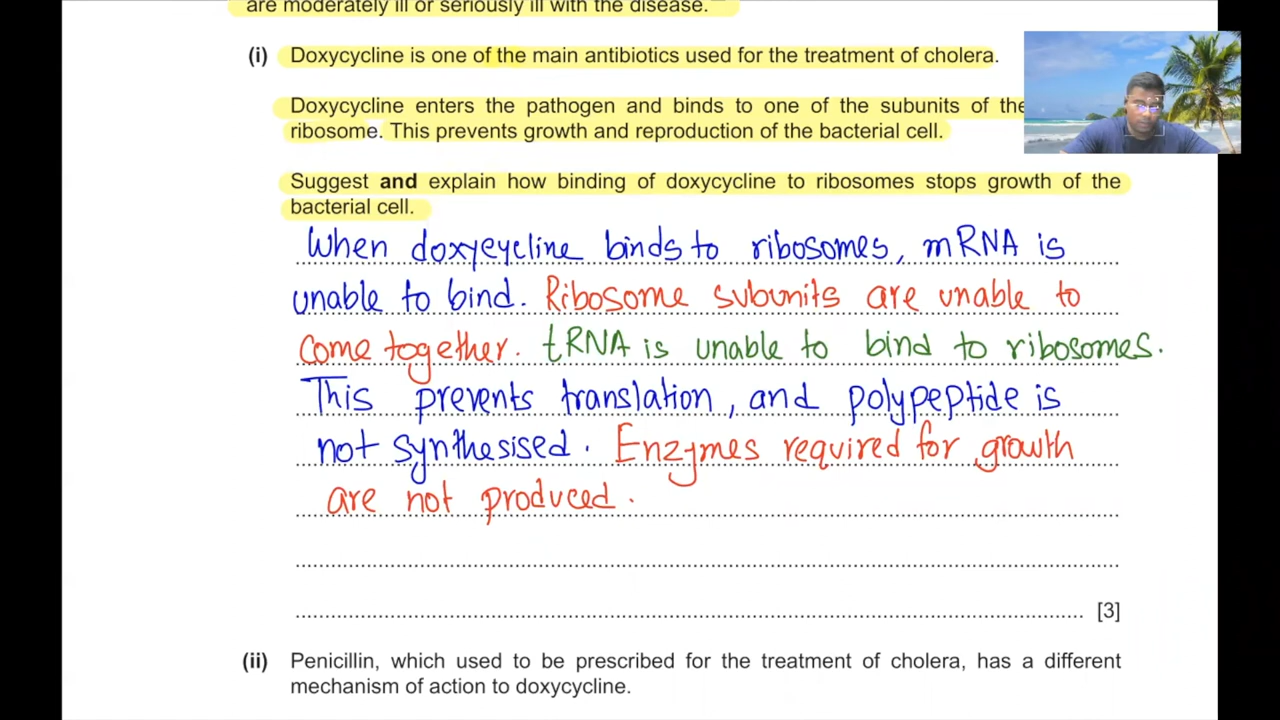 are moderately ill or seriously ill with the disease.
(i) Doxycycline is one of the main antibiotics used for the treatment of cholera.
Doxycycline enters the pathogen and binds to one of the subunits of the
ribosome. This prevents growth and reproduction of the bacterial cell.
Suggest and explain how binding of doxycycline to ribosomes stops growth of the
bacterial cell.
When doxyeycline binds to ribosomes, mRNA is
unable to bind. Ribosome subunits are unable to
come together. tRNA is unable to bind to ribosomes.
This prevents translation, and polypeptide is
not synthesised. Enzymes required for growth
are not produced.
[3]
(ii) Penicillin, which used to be prescribed for the treatment of cholera, has a different
mechanism of action to doxycycline.